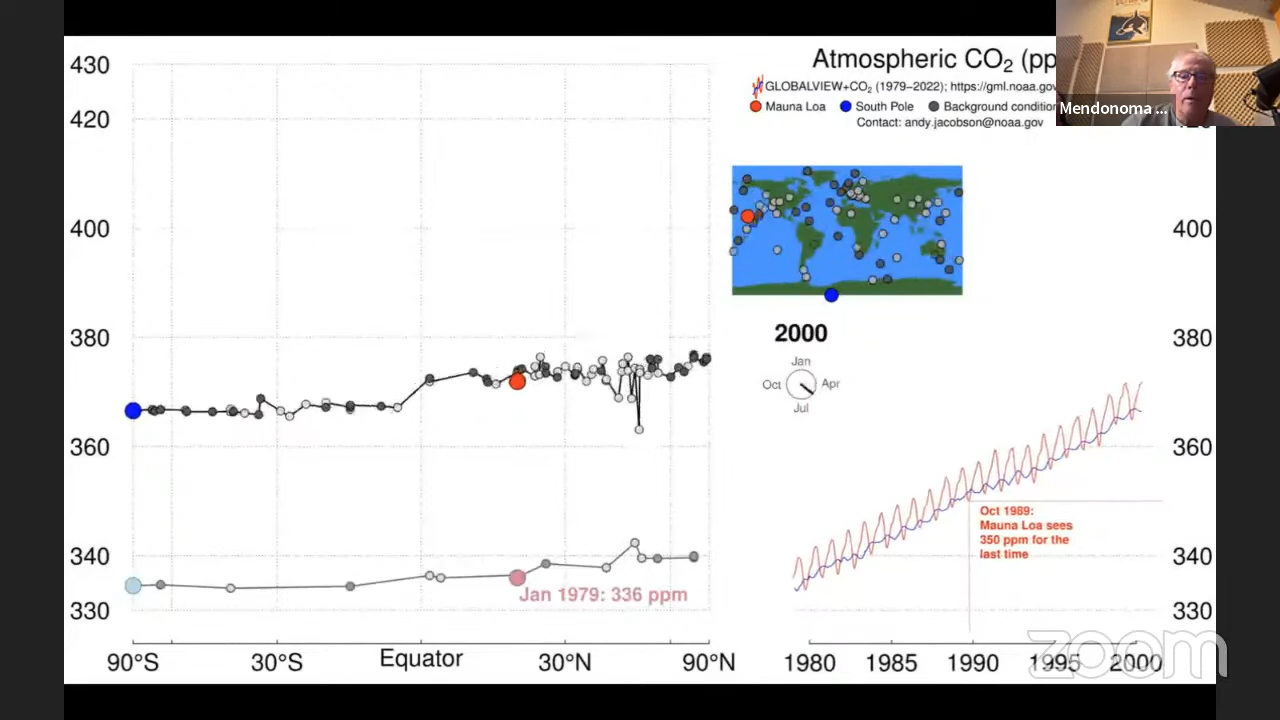 Atmospheric CO₂ (pp
GLOBALVIEW+CO₂ (1979−2022); https://gml.noaa.gov
Mauna Loa South Pole Background condition
Contact: andy.jacobson@noaa.gov
Mendonoma ...
430
420
400
380
360
340
330
Jan 1979: 336 ppm
90°S 30°S Equator 30°N 90°N
2000
Jan
Oct Apr
Jul
400
380
360
340
330
Oct 1989:
Mauna Loa sees
350 ppm for the
last time
1980 1985 1990 1995 2000
zoom